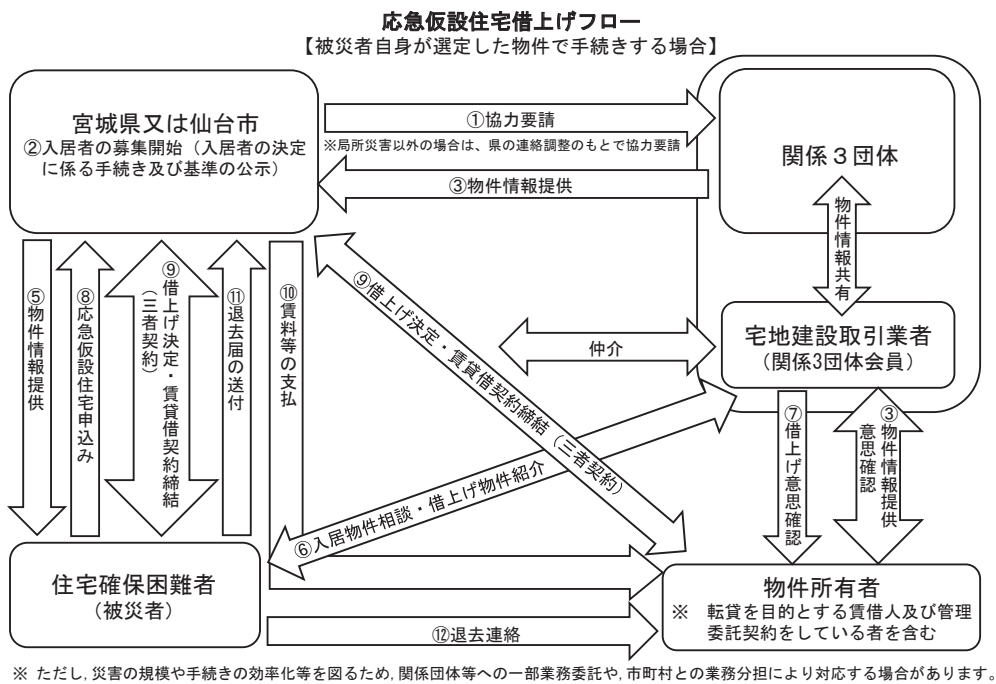 応急仮設住宅借上げフロー
【被災者自身が選定した物件で手続きする場合】
宮城県又は仙台市
②入居者の募集開始（入居者の決定
に係る手続き及び基準の公示）
①協力要請
※局所災害以外の場合は、県の連絡調整のもとで協力要請
③物件情報提供
関係３団体
物件情報共有
宅地建設取引業者
（関係3団体会員）
仲介
⑤物件情報提供
⑧応急仮設住宅申込み
⑨借上げ決定・賃貸借契約締結
（三者契約）
⑪退去届の送付
⑩賃料等の支払
⑨借上げ決定・賃貸借契約締結（三者契約）
⑥入居物件相談・借上げ物件紹介
⑦借上げ意思確認
③物件情報提供
意思確認
住宅確保困難者
（被災者）
⑫退去連絡
物件所有者
※　転貸を目的とする賃借人及び管理
委託契約をしている者を含む
※ ただし,災害の規模や手続きの効率化等を図るため,関係団体等への一部業務委託や,市町村との業務分担により対応する場合があります。